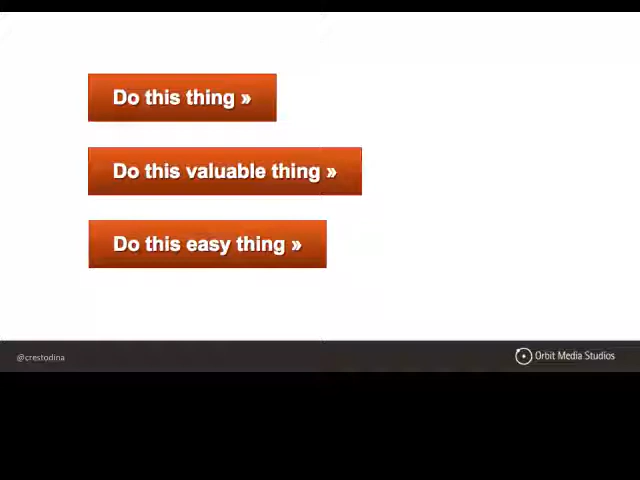 Do this thing »
Do this valuable thing »
Do this easy thing »
@crestodina
Orbit Media Studios